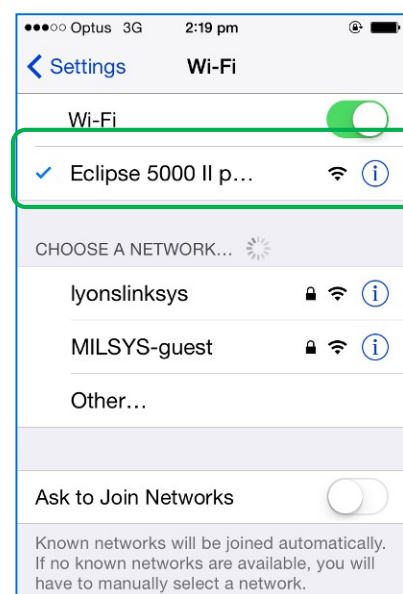 Optus 3G 2:19 pm
Settings Wi-Fi
Wi-Fi
Eclipse 5000 II p...
CHOOSE A NETWORK...
lyonslinksys
MILSYS-guest
Other...
Ask to Join Networks
Known networks will be joined automatically.
If no known networks are available, you will
have to manually select a network.